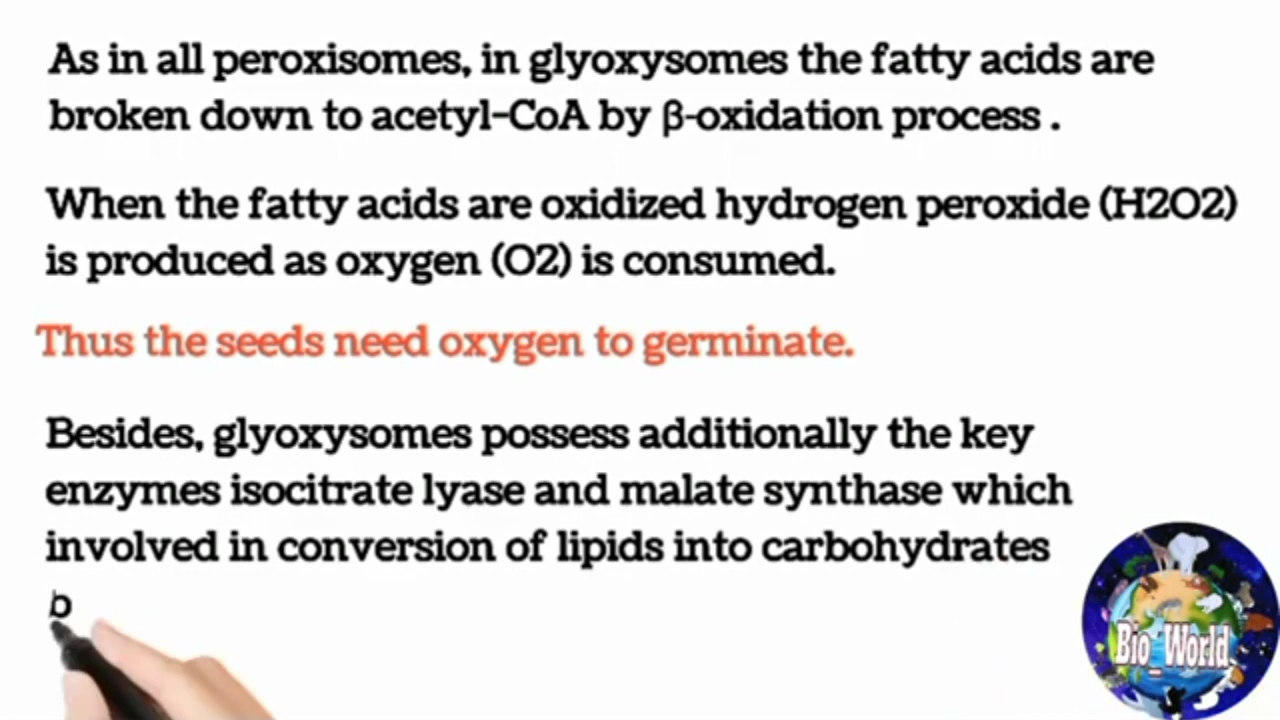 As in all peroxisomes, in glyoxysomes the fatty acids are
broken down to acetyl-CoA by β-oxidation process .
When the fatty acids are oxidized hydrogen peroxide (H2O2)
is produced as oxygen (O2) is consumed.
Thus the seeds need oxygen to germinate.
Besides, glyoxysomes possess additionally the key
enzymes isocitrate lyase and malate synthase which
involved in conversion of lipids into carbohydrates
b
Bio_World